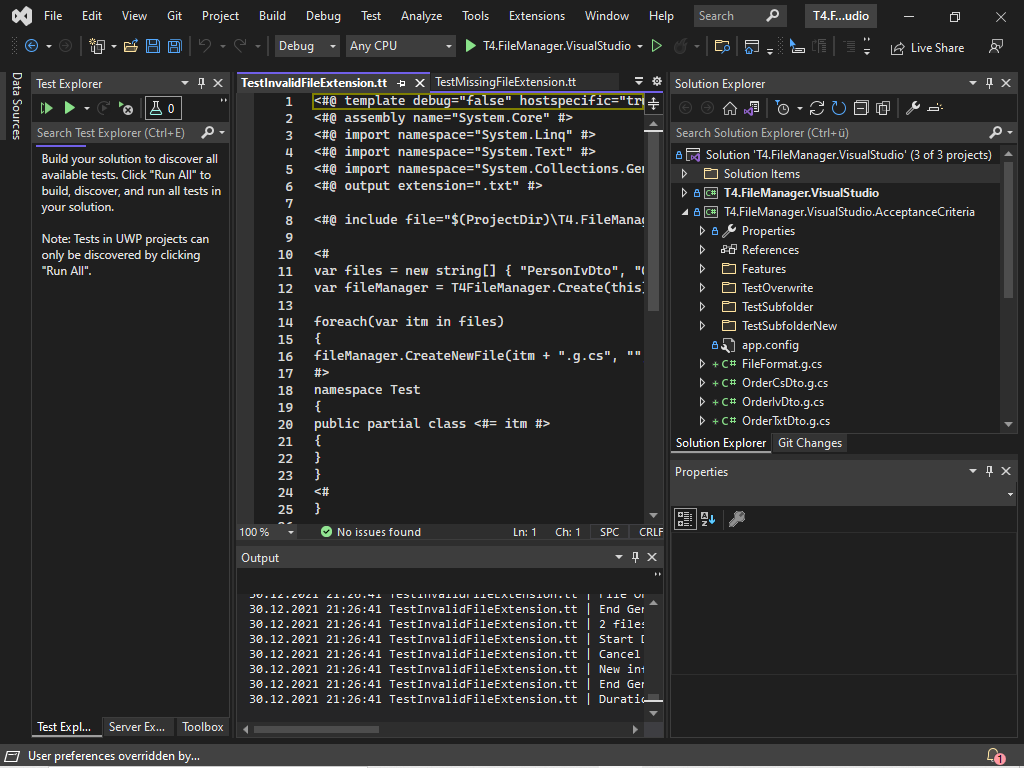 File Edit View Git Project Build Debug Test Analyze Tools Extensions Window Help Search T4.F...udio
Debug Any CPU T4.FileManager.VisualStudio Live Share
Data Sources
Test Explorer
0
Search Test Explorer (Ctrl+E)
Build your solution to discover all
available tests. Click "Run All" to
build, discover, and run all tests in
your solution.
Note: Tests in UWP projects can
only be discovered by clicking
"Run All".
Test Expl... Server Ex... Toolbox
TestInvalidFileExtension.tt TestMissingFileExtension.tt
1 <#@ template debug="false" hostspecific="tr
2 <#@ assembly name="System.Core" #>
3 <#@ import namespace="System.Linq" #>
4 <#@ import namespace="System.Text" #>
5 <#@ import namespace="System.Collections.Ge
6 <#@ output extension=".txt" #>
7
8 <#@ include file="$(ProjectDir)\T4.FileMana
9
10 <#
11 var files = new string[] { "PersonIvDto", "
12 var fileManager = T4FileManager.Create(this
13
14 foreach(var itm in files)
15 {
16 fileManager.CreateNewFile(itm + ".g.cs", ""
17 #>
18 namespace Test
19 {
20 public partial class <#= itm #>
21 {
22 }
23 }
24 <#
25 }
100 % No issues found Ln: 1 Ch: 1 SPC CRLF
Output
30.12.2021 21:26:41 TestInvalidFileExtension.tt | File
30.12.2021 21:26:41 TestInvalidFileExtension.tt | End Ge
30.12.2021 21:26:41 TestInvalidFileExtension.tt | 2 files
30.12.2021 21:26:41 TestInvalidFileExtension.tt | Start
30.12.2021 21:26:41 TestInvalidFileExtension.tt | Cancel
30.12.2021 21:26:41 TestInvalidFileExtension.tt | New in
30.12.2021 21:26:41 TestInvalidFileExtension.tt | End Ge
30.12.2021 21:26:41 TestInvalidFileExtension.tt | Durati
Solution Explorer
Search Solution Explorer (Ctrl+ü)
Solution 'T4.FileManager.VisualStudio' (3 of 3 projects)
Solution Items
C# T4.FileManager.VisualStudio
C# T4.FileManager.VisualStudio.AcceptanceCriteria
Properties
References
Features
TestOverwrite
TestSubfolder
TestSubfolderNew
app.config
+ C# FileFormat.g.cs
+ C# OrderCsDto.g.cs
+ C# OrderIvDto.g.cs
+ C# OrderTxtDto.g.cs
Solution Explorer Git Changes
Properties
User preferences overridden by... 1